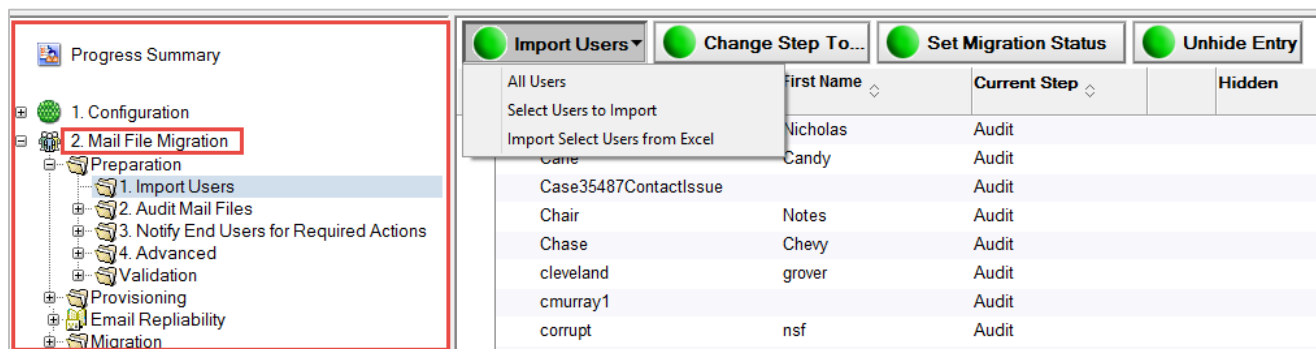 Progress Summary
1. Configuration
2. Mail File Migration
Preparation
1. Import Users
2. Audit Mail Files
3. Notify End Users for Required Actions
4. Advanced
Validation
Provisioning
Email Repliability
Migration
Import Users Change Step To... Set Migration Status Unhide Entry
All Users
Select Users to Import
Import Select Users from Excel
First Name Current Step Hidden
Nicholas Audit
Cane Candy Audit
Case35487ContactIssue Audit
Chair Notes Audit
Chase Chevy Audit
cleveland grover Audit
cmurray1 Audit
corrupt nsf Audit